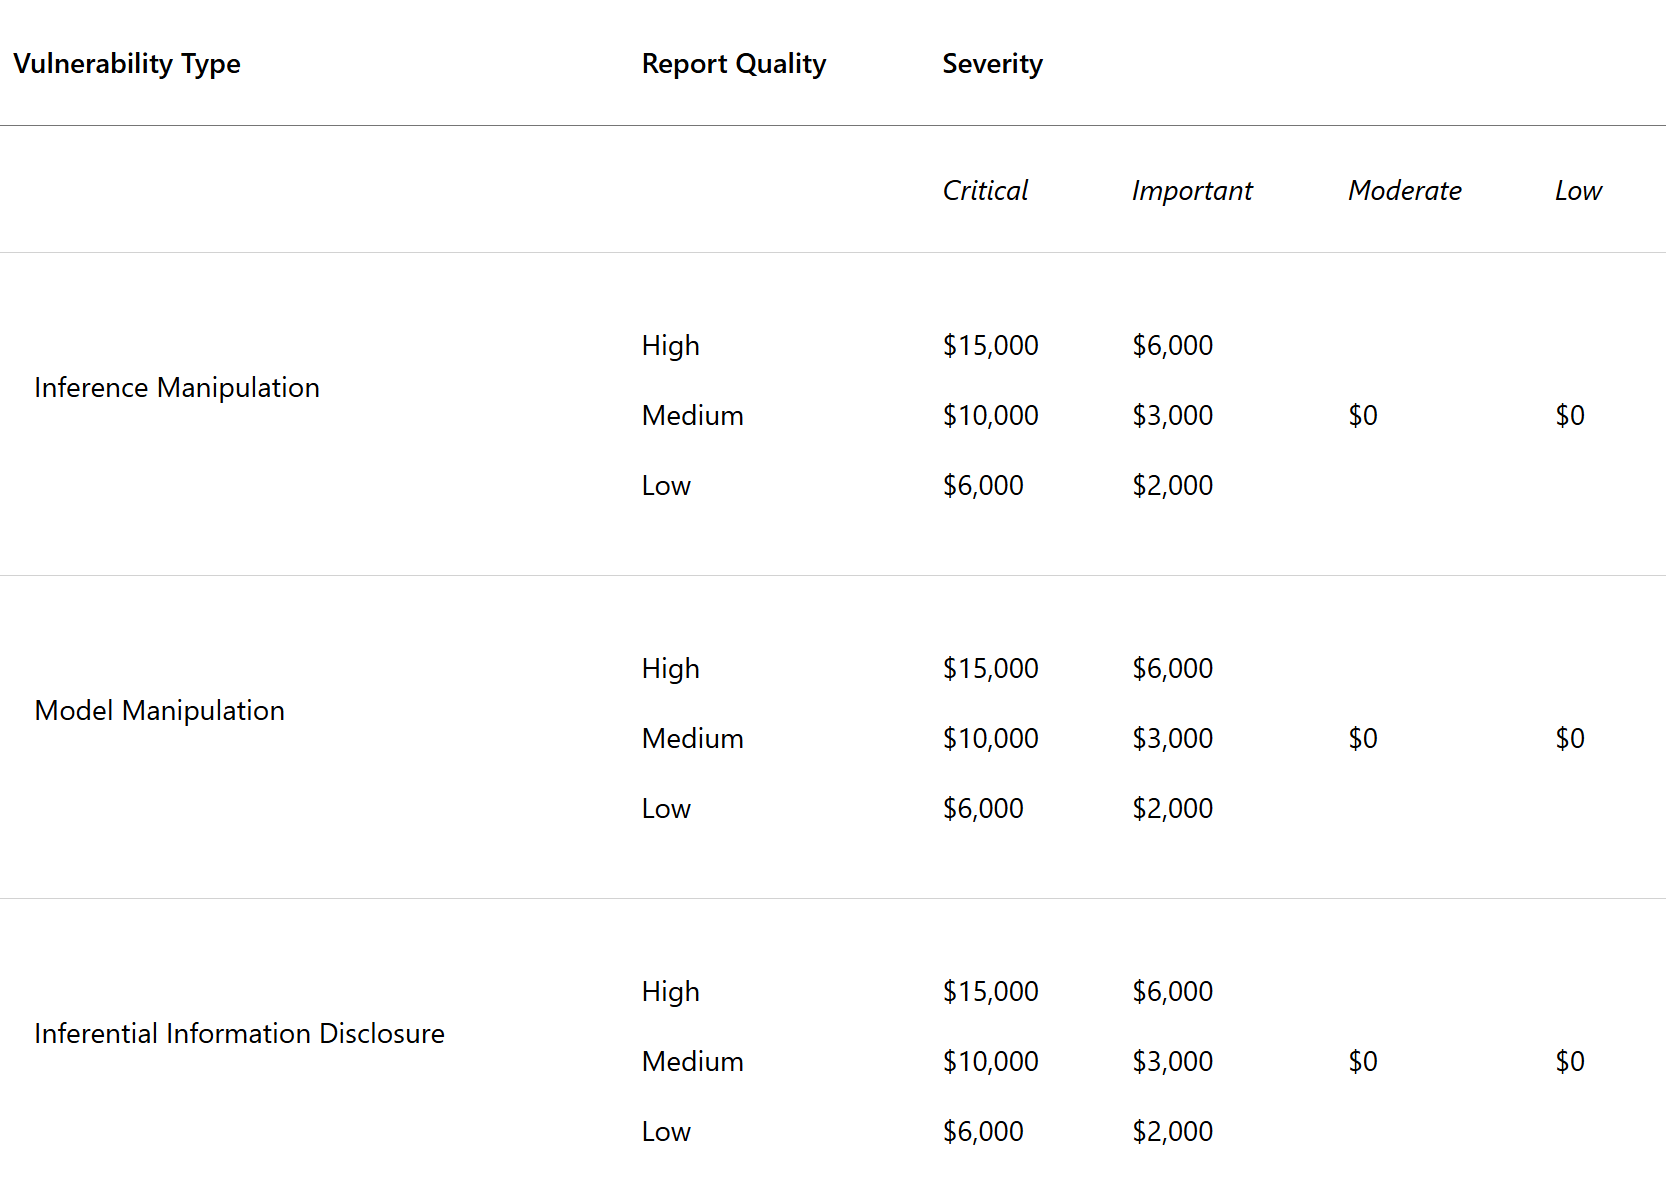 Vulnerability Type Report Quality Severity
Critical Important Moderate Low
High $15,000 $6,000
Inference Manipulation
Medium $10,000 $3,000 $0 $0
Low $6,000 $2,000
High $15,000 $6,000
Model Manipulation
Medium $10,000 $3,000 $0 $0
Low $6,000 $2,000
High $15,000 $6,000
Inferential Information Disclosure
Medium $10,000 $3,000 $0 $0
Low $6,000 $2,000